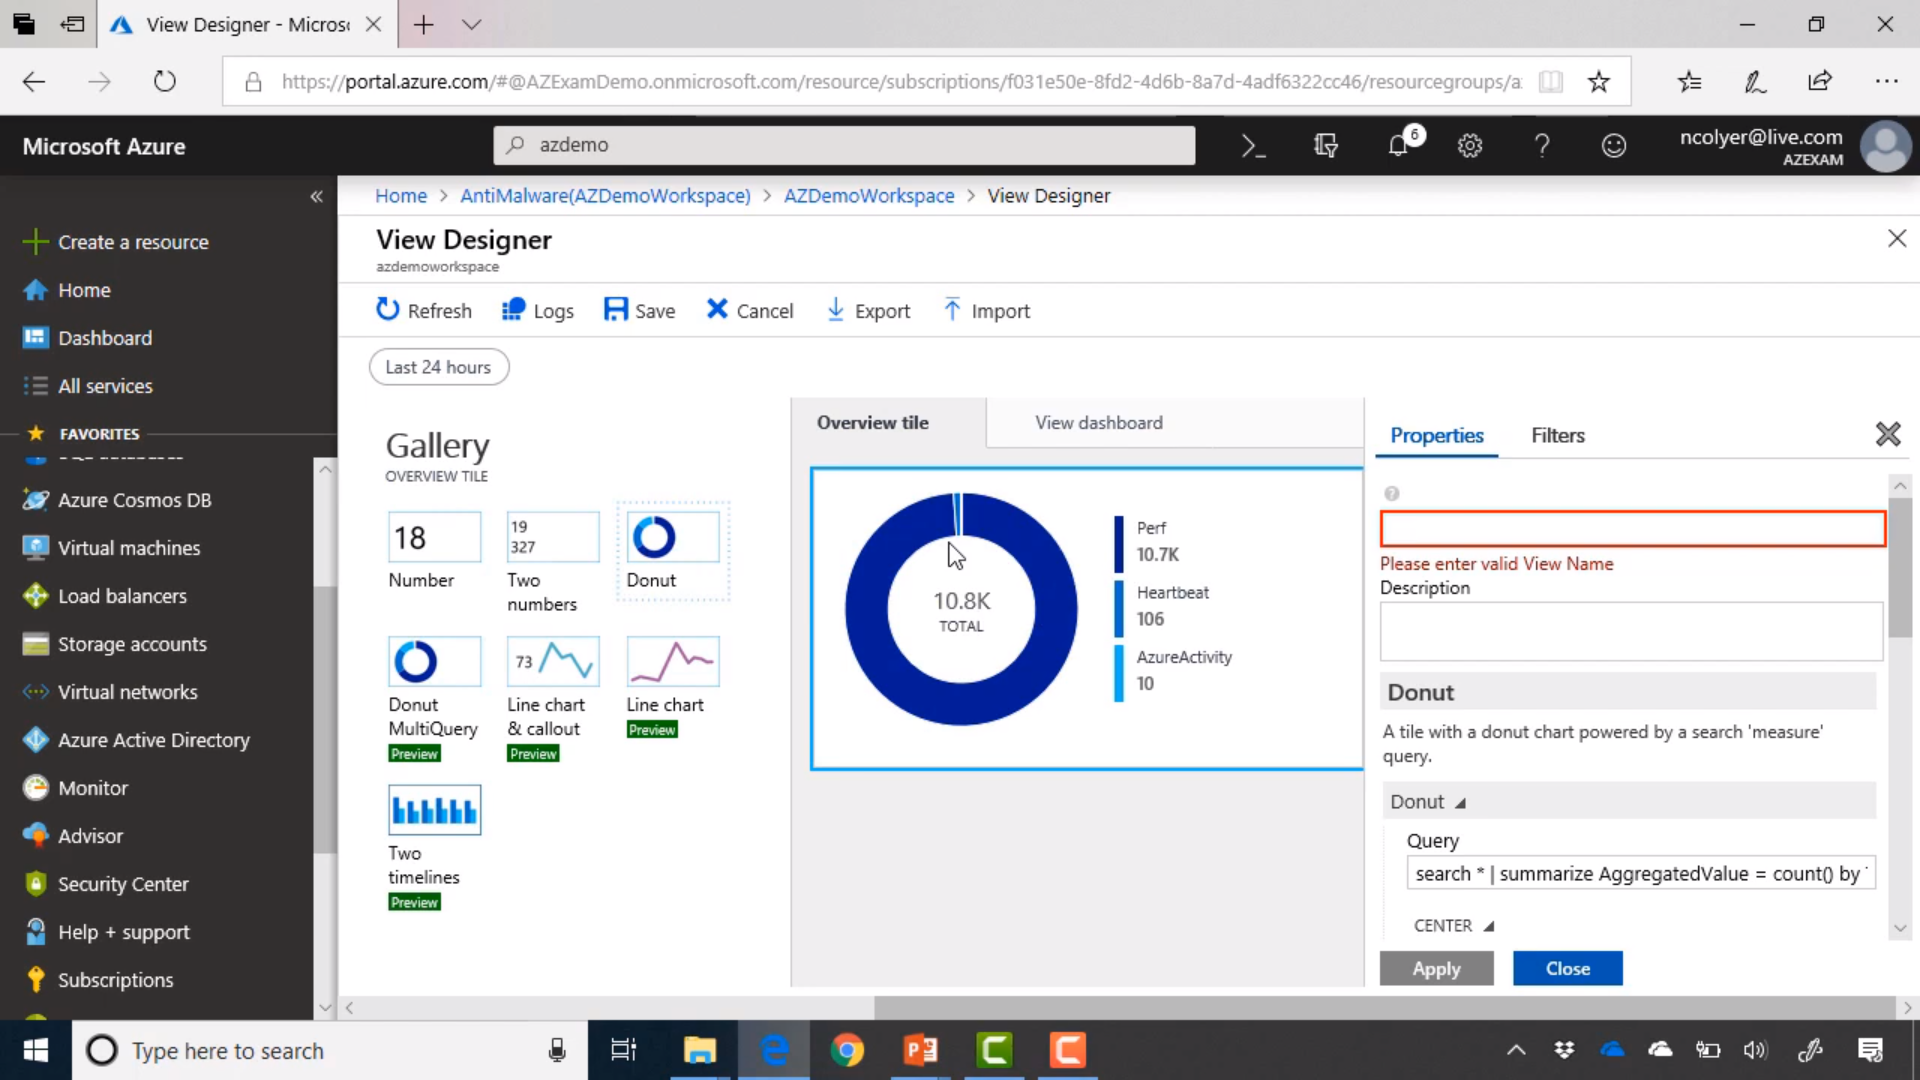 View Designer - Micros
https://portal.azure.com/#@AZExamDemo.onmicrosoft.com/resource/subscriptions/f031e50e-8fd2-4d6b-8a7d-4adf6322cc46/resourcegroups/a
Microsoft Azure
azdemo
6
ncolyer@live.com
AZEXAM
Home > AntiMalware(AZDemoWorkspace) > AZDemoWorkspace > View Designer
View Designer
azdemoworkspace
Refresh
Logs
Save
Cancel
Export
Import
Last 24 hours
Create a resource
Home
Dashboard
All services
FAVORITES
Azure Cosmos DB
Virtual machines
Load balancers
Storage accounts
Virtual networks
Azure Active Directory
Monitor
Advisor
Security Center
Help + support
Subscriptions
Gallery
OVERVIEW TILE
18
Number
19
327
Two
numbers
Donut
Donut
MultiQuery
Preview
73
Line chart
& callout
Preview
Line chart
Preview
Two
timelines
Preview
Overview tile
View dashboard
10.8K
TOTAL
Perf
10.7K
Heartbeat
106
AzureActivity
10
Properties
Filters
Please enter valid View Name
Description
Donut
A tile with a donut chart powered by a search 'measure'
query.
Donut
Query
search * | summarize AggregatedValue = count() by
CENTER
Apply
Close
Type here to search